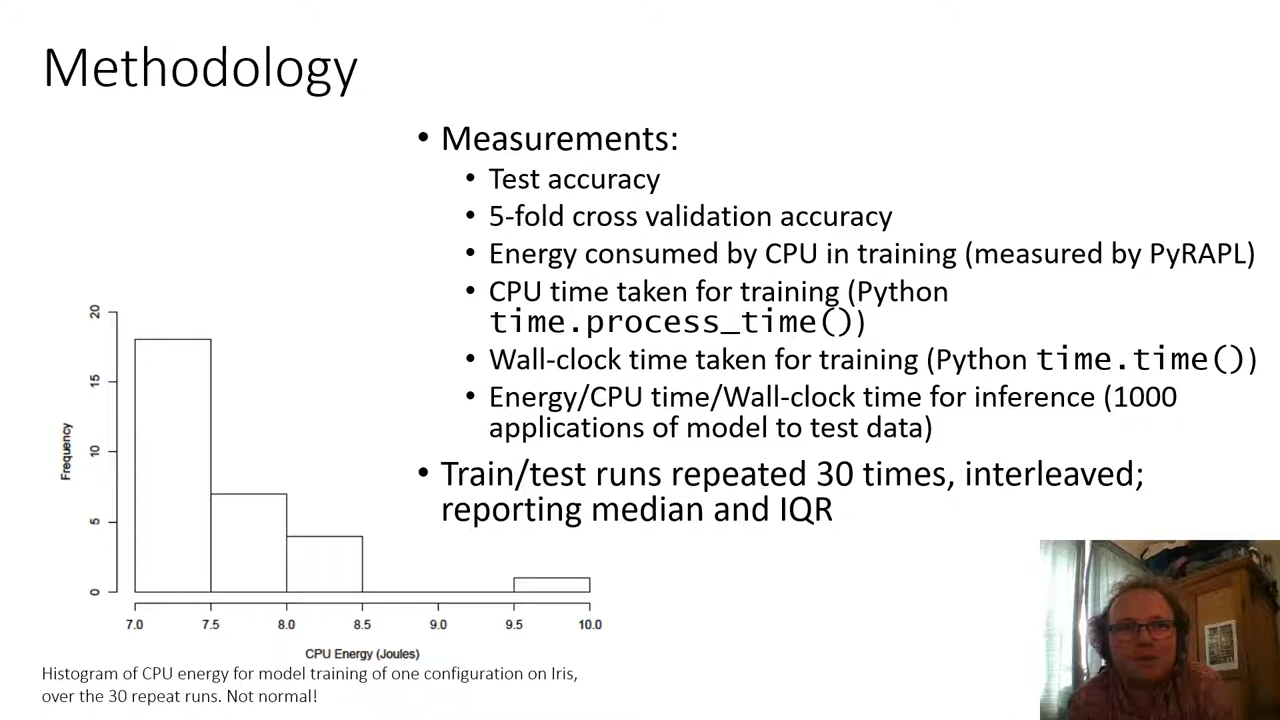 Methodology
• Measurements:
• Test accuracy
• 5-fold cross validation accuracy
• Energy consumed by CPU in training (measured by PyRAPL)
• CPU time taken for training (Python
time.process_time())
• Wall-clock time taken for training (Python time.time())
• Energy/CPU time/Wall-clock time for inference (1000
applications of model to test data)
• Train/test runs repeated 30 times, interleaved;
reporting median and IQR
Frequency
20
15
10
5
0
7.0 7.5 8.0 8.5 9.0 9.5 10.0
CPU Energy (Joules)
Histogram of CPU energy for model training of one configuration on Iris,
over the 30 repeat runs. Not normal!